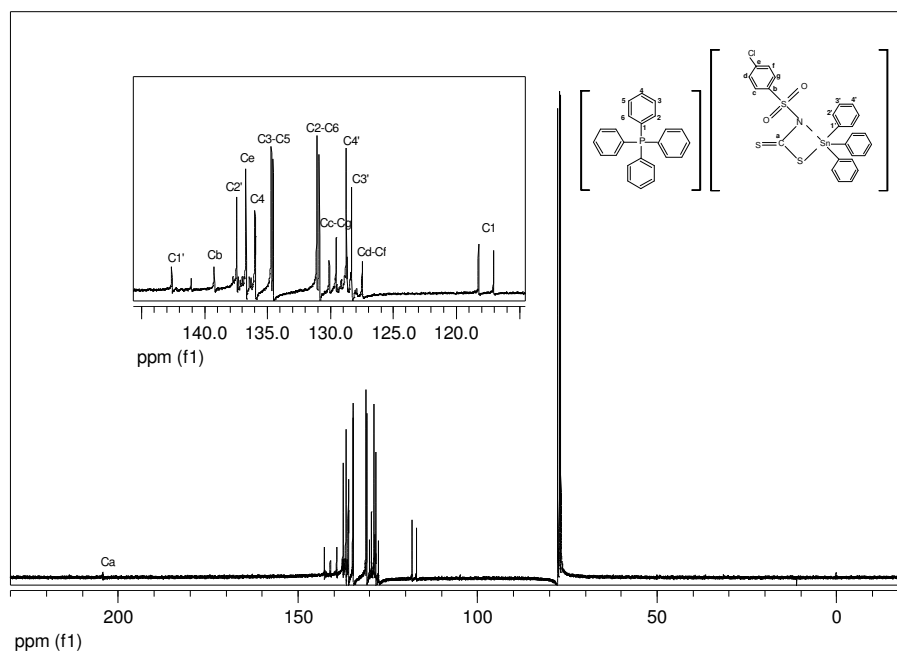 C1'
Cb
C2'
Ce
C4
C3-C5
C2-C6
Cc-Cg
C4'
C3'
Cd-Cf
C1
140.0
135.0
130.0
125.0
120.0
ppm (f1)
4
5
3
6
2
1
P
Cl
e
d
f
c
g
b
O
S
O
N
S
C
a
S
Sn
1'
2'
3'
4'
Ca
200
150
100
50
0
ppm (f1)